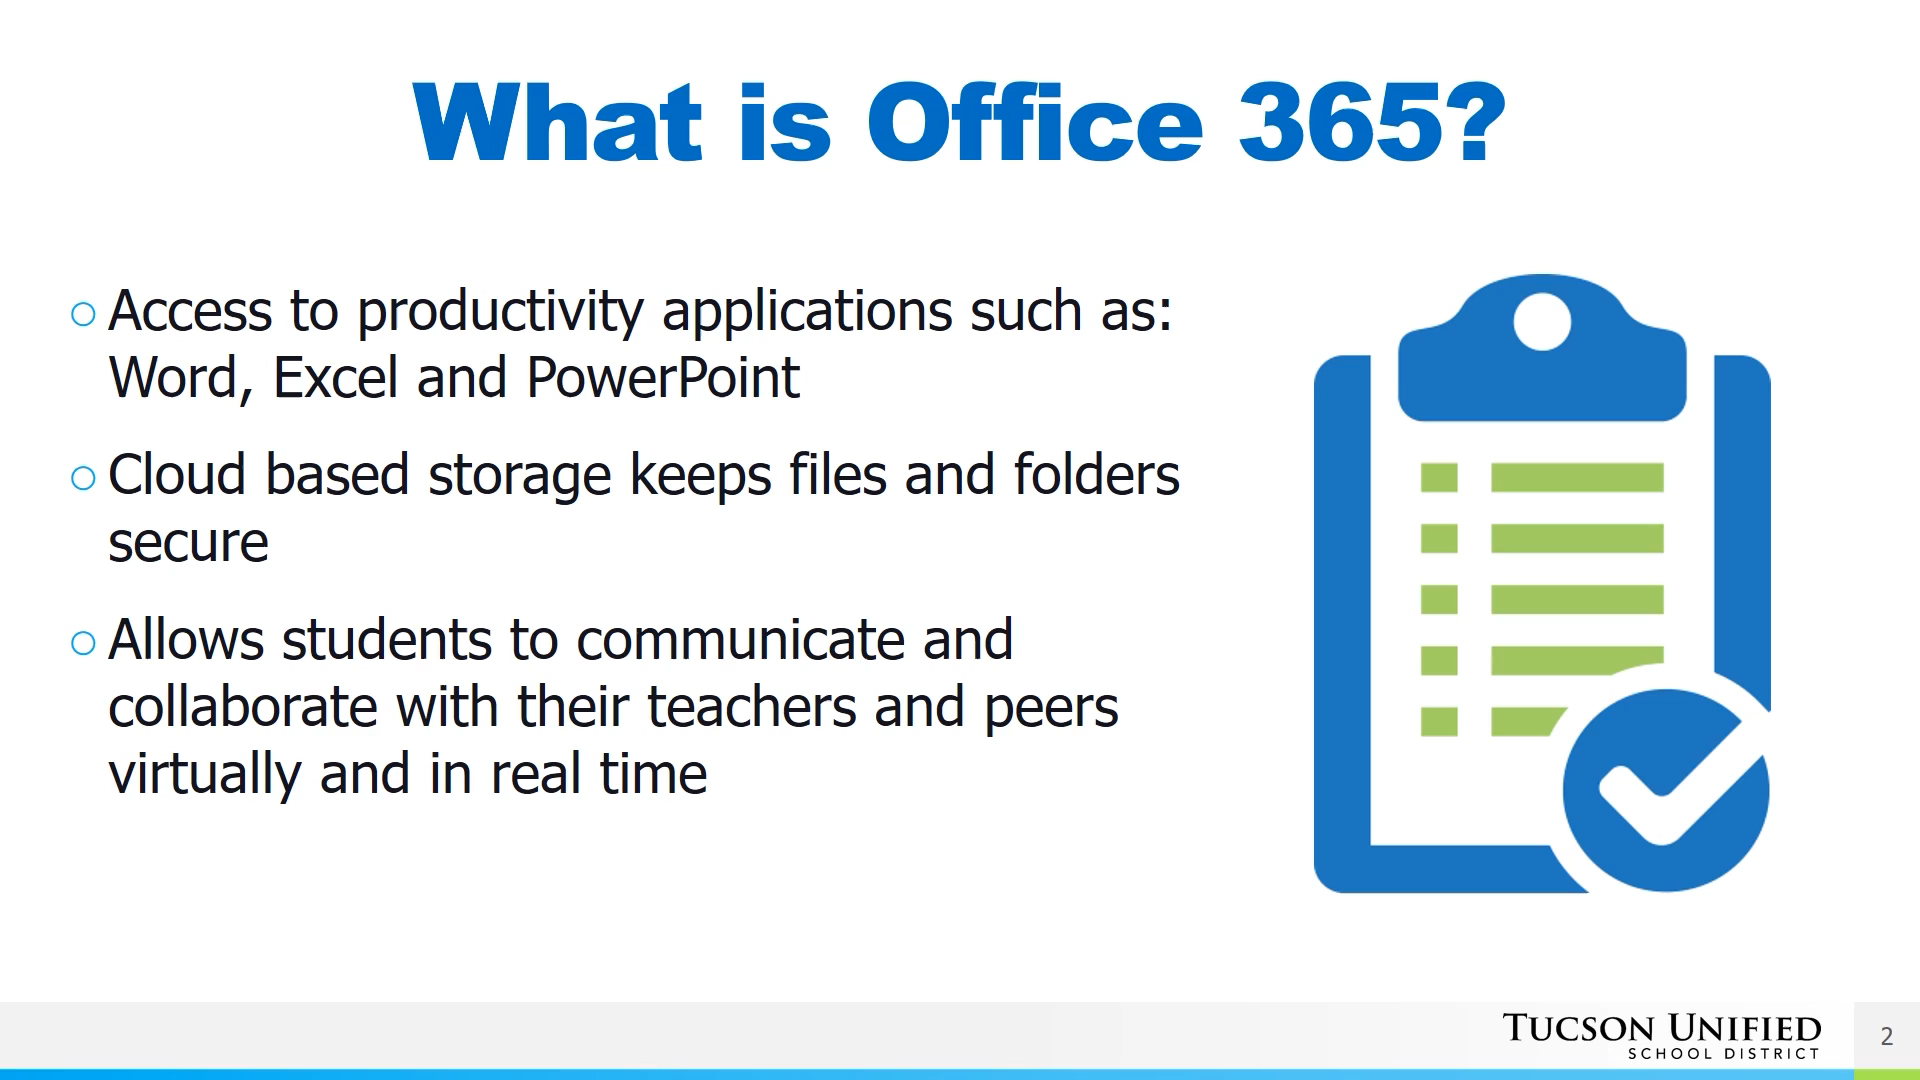 What is Office 365?
○ Access to productivity applications such as:
Word, Excel and PowerPoint
○ Cloud based storage keeps files and folders
secure
○ Allows students to communicate and
collaborate with their teachers and peers
virtually and in real time
TUCSON UNIFIED
SCHOOL DISTRICT
2